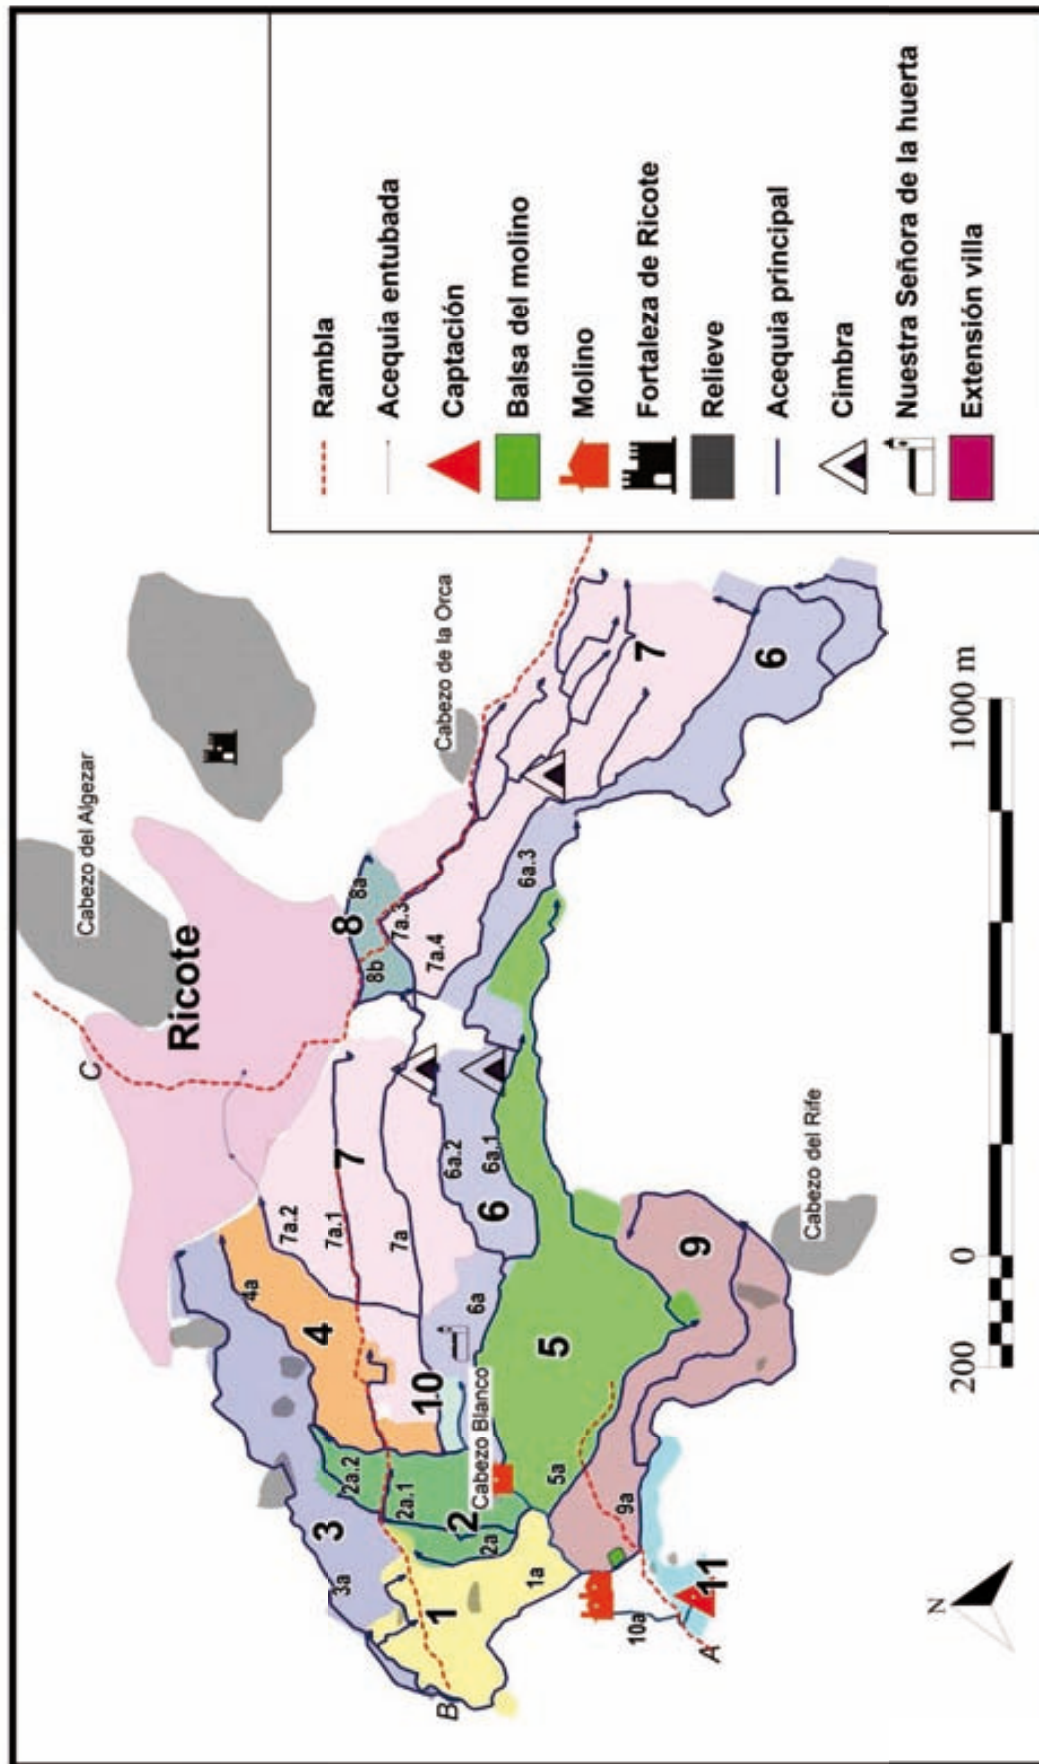 Rambla
Acequia entubada
Captación
Balsa del molino
Molino
Fortaleza de Ricote
Relieve
Acequia principal
Cimbra
Nuestra Señora de la huerta
Extensión villa
Cabezo del Algezar
Ricote
C
Cabezo de la Orca
8
8a
8b
7a.3
7a.4
7
6
6a.3
7
7a.2
7a.1
7a
6a.2
6a.1
6
6a
4a
4
3
3a
2a.2
2a.1
2
2a
10
Cabezo Blanco
5
5a
1
1a
B
9
9a
Cabezo del Rife
10a
11
A
N
200
0
1000 m